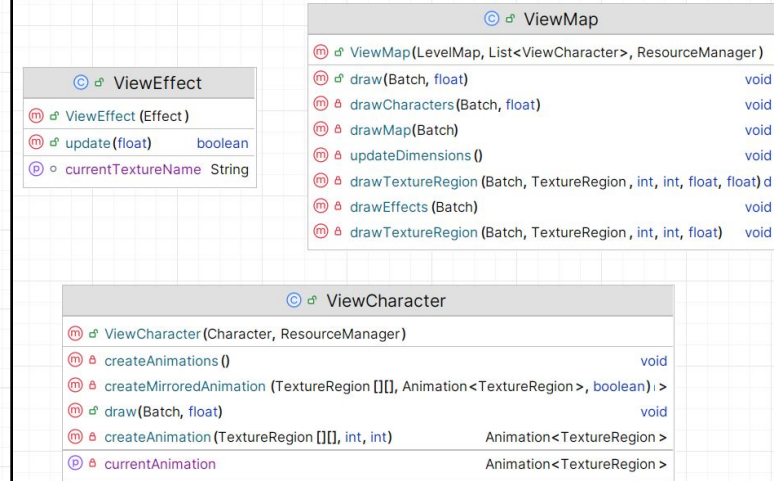 ViewMap
ViewMap(LevelMap, List<ViewCharacter>, ResourceManager)
draw(Batch, float) void
drawCharacters(Batch, float) void
drawMap(Batch) void
updateDimensions() void
drawTextureRegion(Batch, TextureRegion, int, int, float, float) d
drawEffects(Batch) void
drawTextureRegion(Batch, TextureRegion, int, int, float) void
ViewEffect
ViewEffect(Effect)
update(float) boolean
currentTextureName String
ViewCharacter
ViewCharacter(Character, ResourceManager)
createAnimations() void
createMirroredAnimation(TextureRegion[][], Animation<TextureRegion>, boolean) >
draw(Batch, float) void
createAnimation(TextureRegion[][], int, int) Animation<TextureRegion>
currentAnimation Animation<TextureRegion>